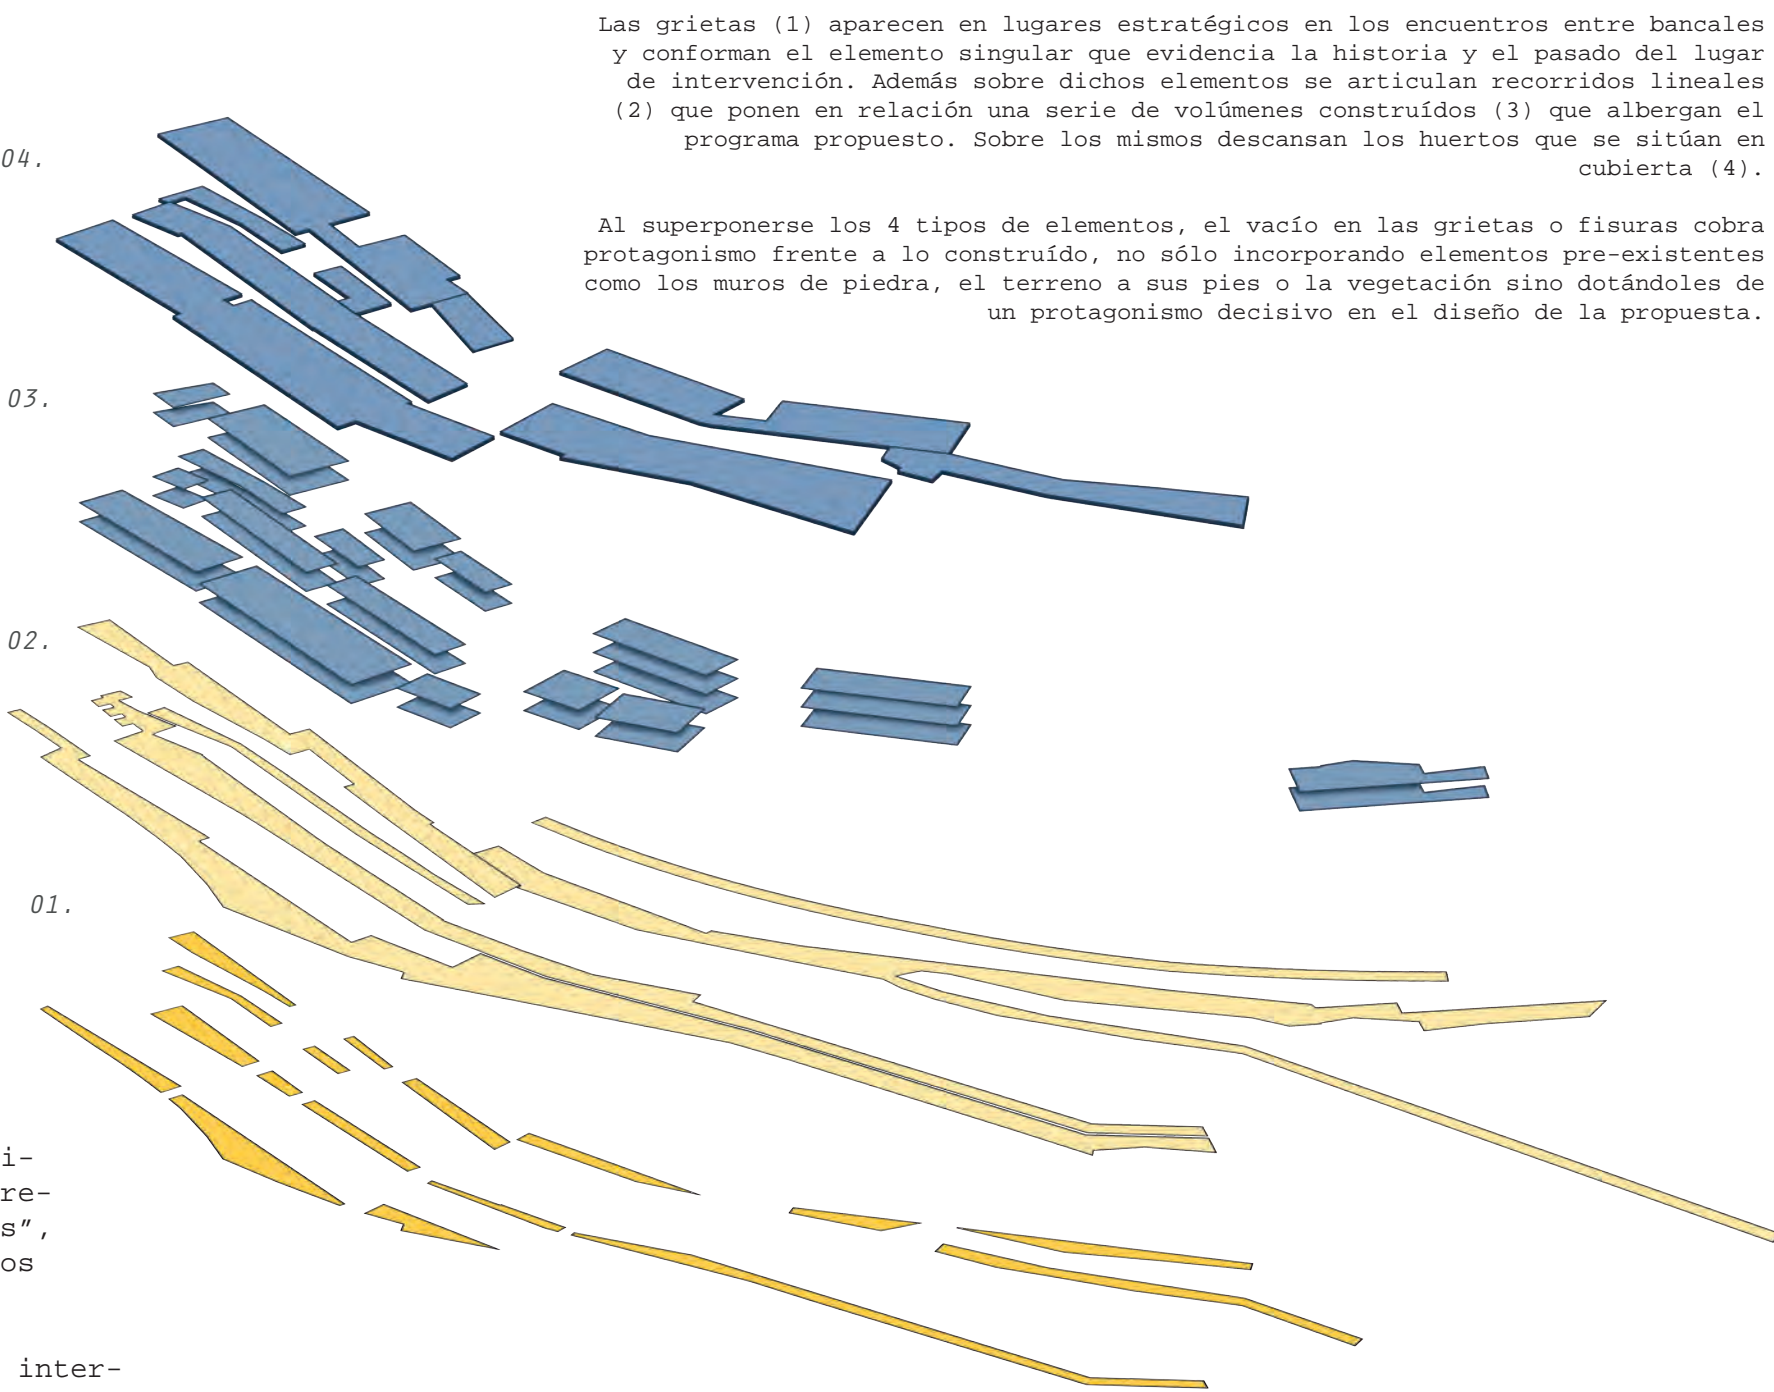 Las grietas (1) aparecen en lugares estratégicos en los encuentros entre bancales
y conforman el elemento singular que evidencia la historia y el pasado del lugar
de intervención. Además sobre dichos elementos se articulan recorridos lineales
(2) que ponen en relación una serie de volúmenes construídos (3) que albergan el
programa propuesto. Sobre los mismos descansan los huertos que se sitúan en
cubierta (4).
Al superponerse los 4 tipos de elementos, el vacío en las grietas o fisuras cobra
protagonismo frente a lo construído, no sólo incorporando elementos pre-existentes
como los muros de piedra, el terreno a sus pies o la vegetación sino dotándoles de
un protagonismo decisivo en el diseño de la propuesta.
04.
03.
02.
01.
i-
re-
s",
os
inter-